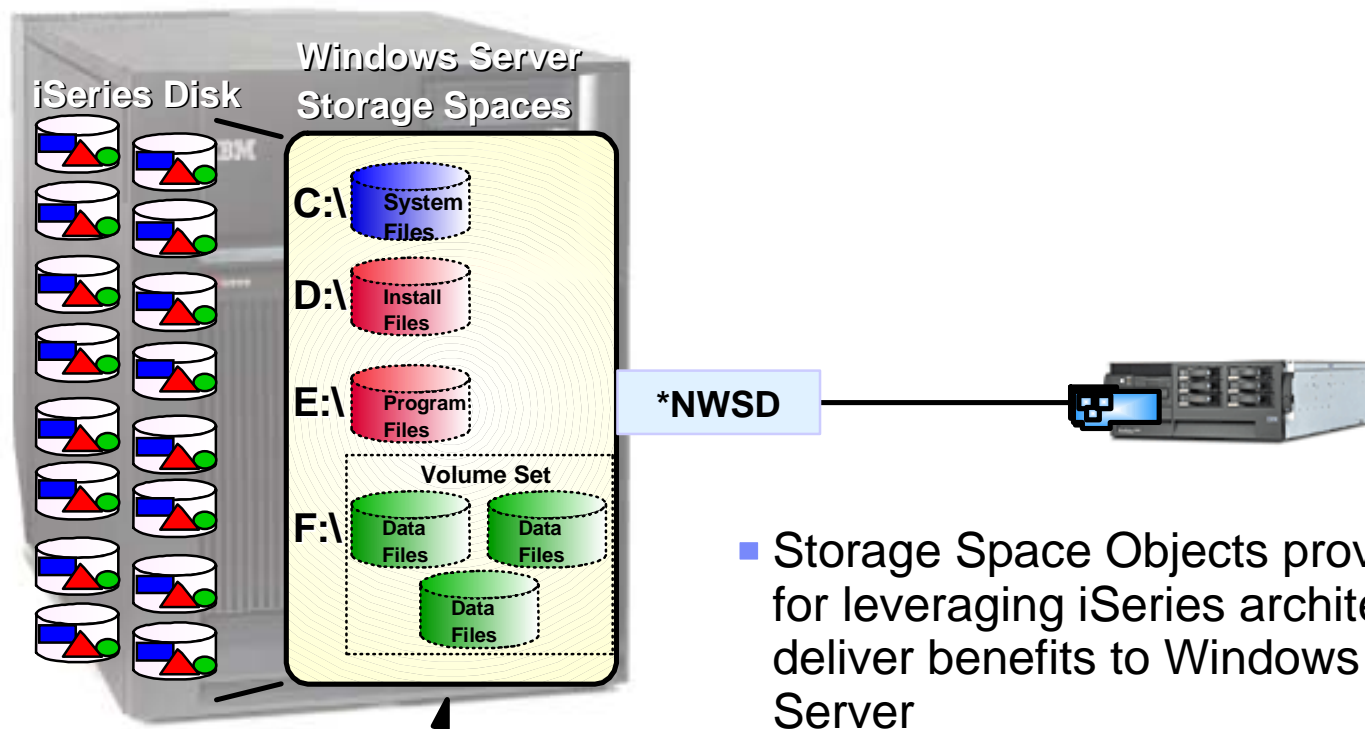 Windows Server
Storage Spaces
iSeries Disk
IBM
C:\
System
Files
D:\
Install
Files
E:\
Program
Files
Volume Set
F:\
Data
Files
Data
Files
Data
Files
*NWSD
Storage Space Objects prov
for leveraging iSeries archite
deliver benefits to Windows
Server